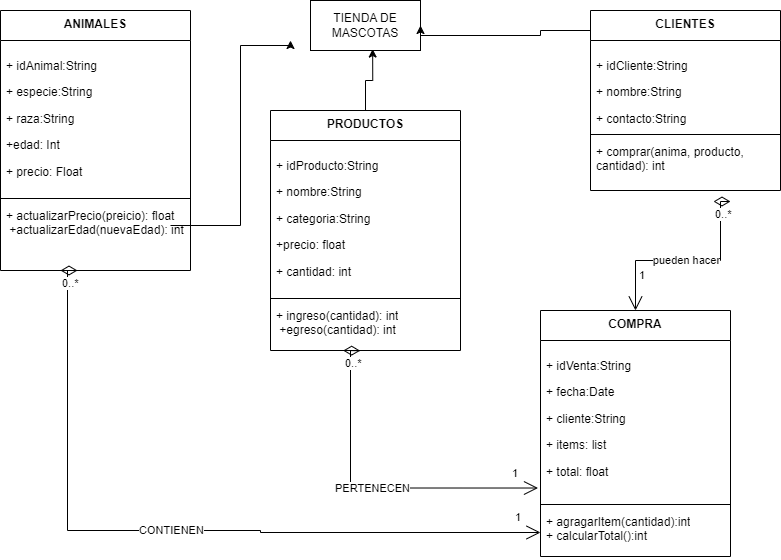 ANIMALES
+ idAnimal:String
+ especie:String
+ raza:String
+edad: Int
+ precio: Float
+ actualizarPrecio(preicio): float
+actualizarEdad(nuevaEdad): int
0..*
TIENDA DE
MASCOTAS
CLIENTES
+ idCliente:String
+ nombre:String
+ contacto:String
+ comprar(anima, producto,
cantidad): int
0..*
PRODUCTOS
+ idProducto:String
+ nombre:String
+ categoria:String
+precio: float
+ cantidad: int
+ ingreso(cantidad): int
+egreso(cantidad): int
0..*
pueden hacer
1
COMPRA
+ idVenta:String
+ fecha:Date
+ cliente:String
+ items: list
+ total: float
+ agragarItem(cantidad):int
+ calcularTotal():int
PERTENECEN
1
CONTIENEN
1